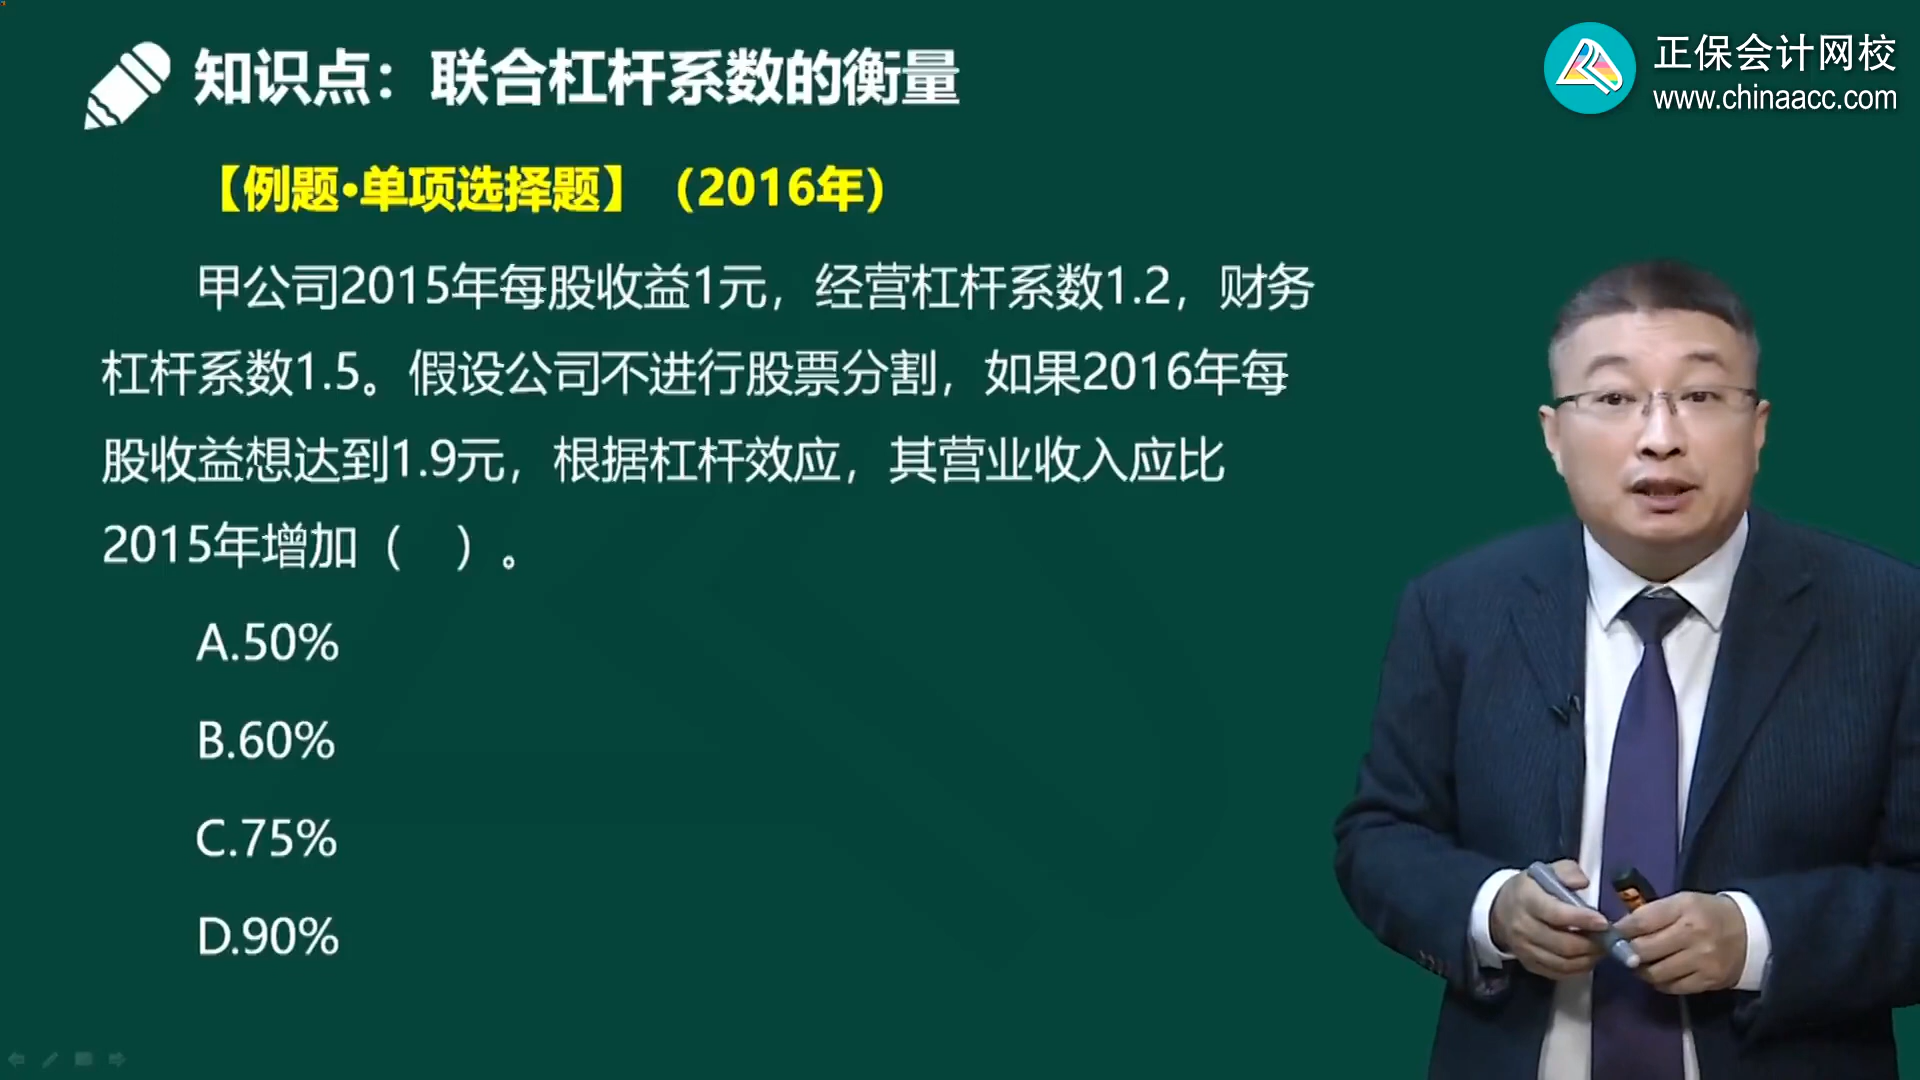 知识点：联合杠杆系数的衡量
正保会计网校
www.chinaacc.com
【例题•单项选择题】（2016年）
甲公司2015年每股收益1元，经营杠杆系数1.2，财务
杠杆系数1.5。假设公司不进行股票分割，如果2016年每
股收益想达到1.9元，根据杠杆效应，其营业收入应比
2015年增加（　）。
A.50%
B.60%
C.75%
D.90%